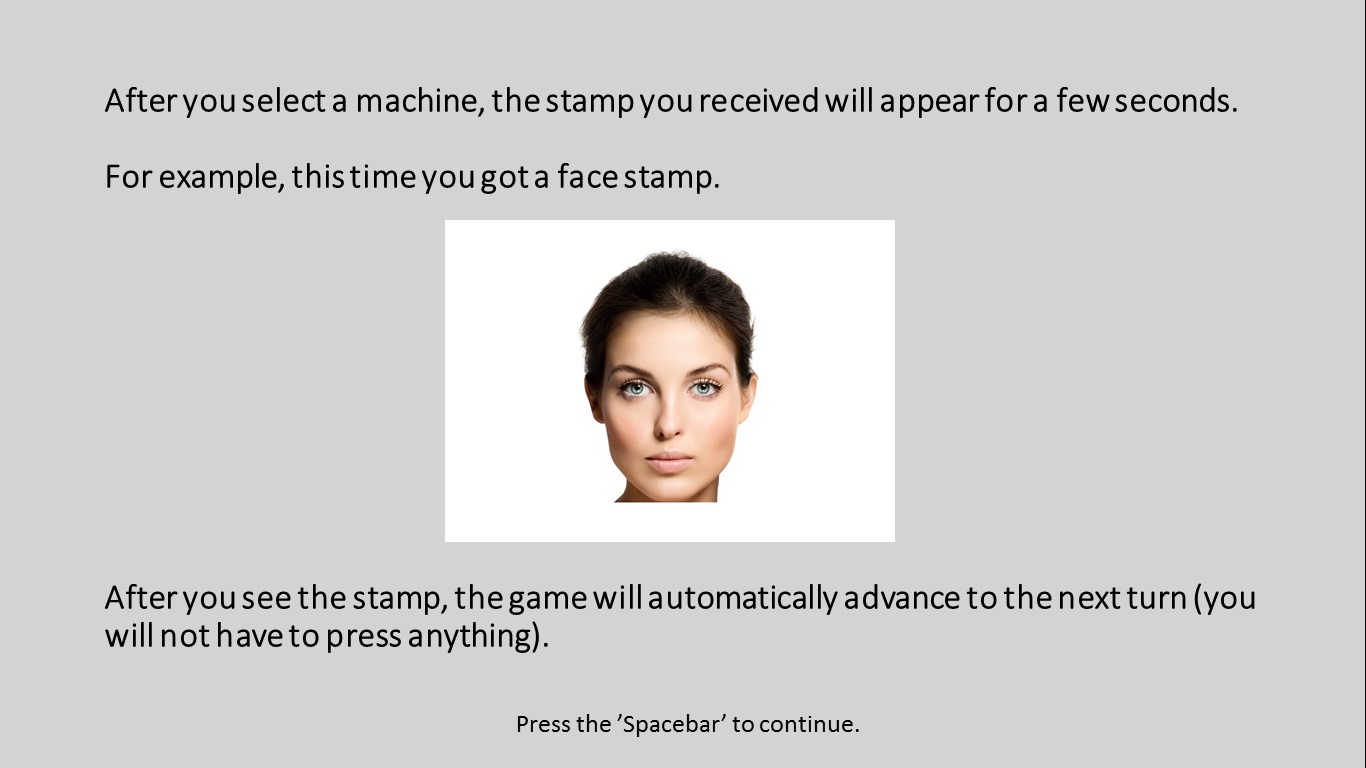 After you select a machine, the stamp you received will appear for a few seconds.
For example, this time you got a face stamp.
After you see the stamp, the game will automatically advance to the next turn (you
will not have to press anything).
Press the ’Spacebar’ to continue.